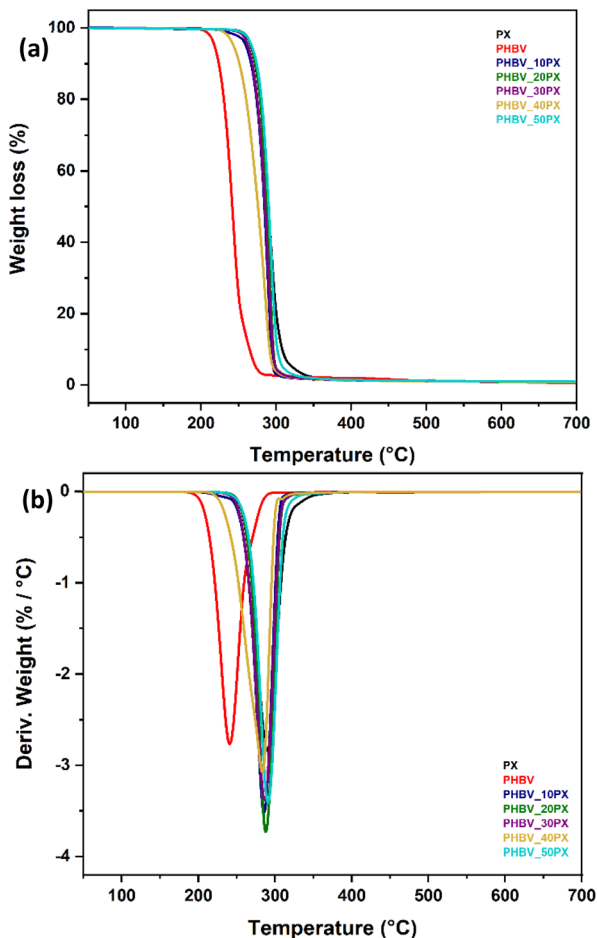 (a)
PX
PHBV
PHBV_10PX
PHBV_20PX
PHBV_30PX
PHBV_40PX
PHBV_50PX
100
80
60
40
20
0
Weight loss (%)
100 200 300 400 500 600 700
Temperature (°C)
(b)
0
-1
-2
-3
-4
Deriv. Weight (% / °C)
PX
PHBV
PHBV_10PX
PHBV_20PX
PHBV_30PX
PHBV_40PX
PHBV_50PX
100 200 300 400 500 600 700
Temperature (°C)